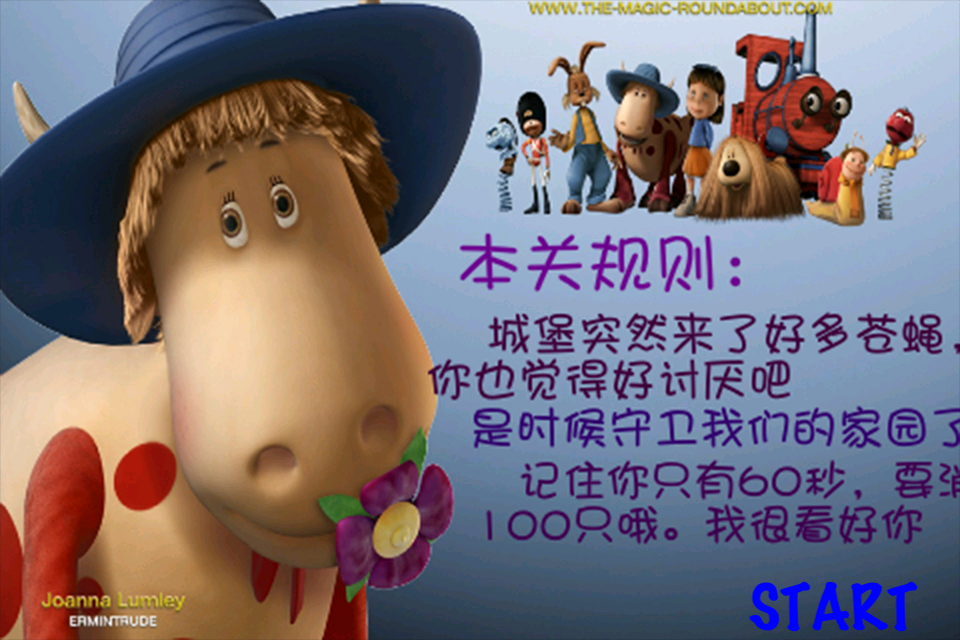 WWW.THE-MAGIC-ROUNDABOUT.COM
本关规则：
城堡突然来了好多苍蝇，
你也觉得好讨厌吧
是时候守卫我们的家园了
记住你只有60秒，要消
100只哦。我很看好你
START
Joanna Lumley
ERMINTRUDE